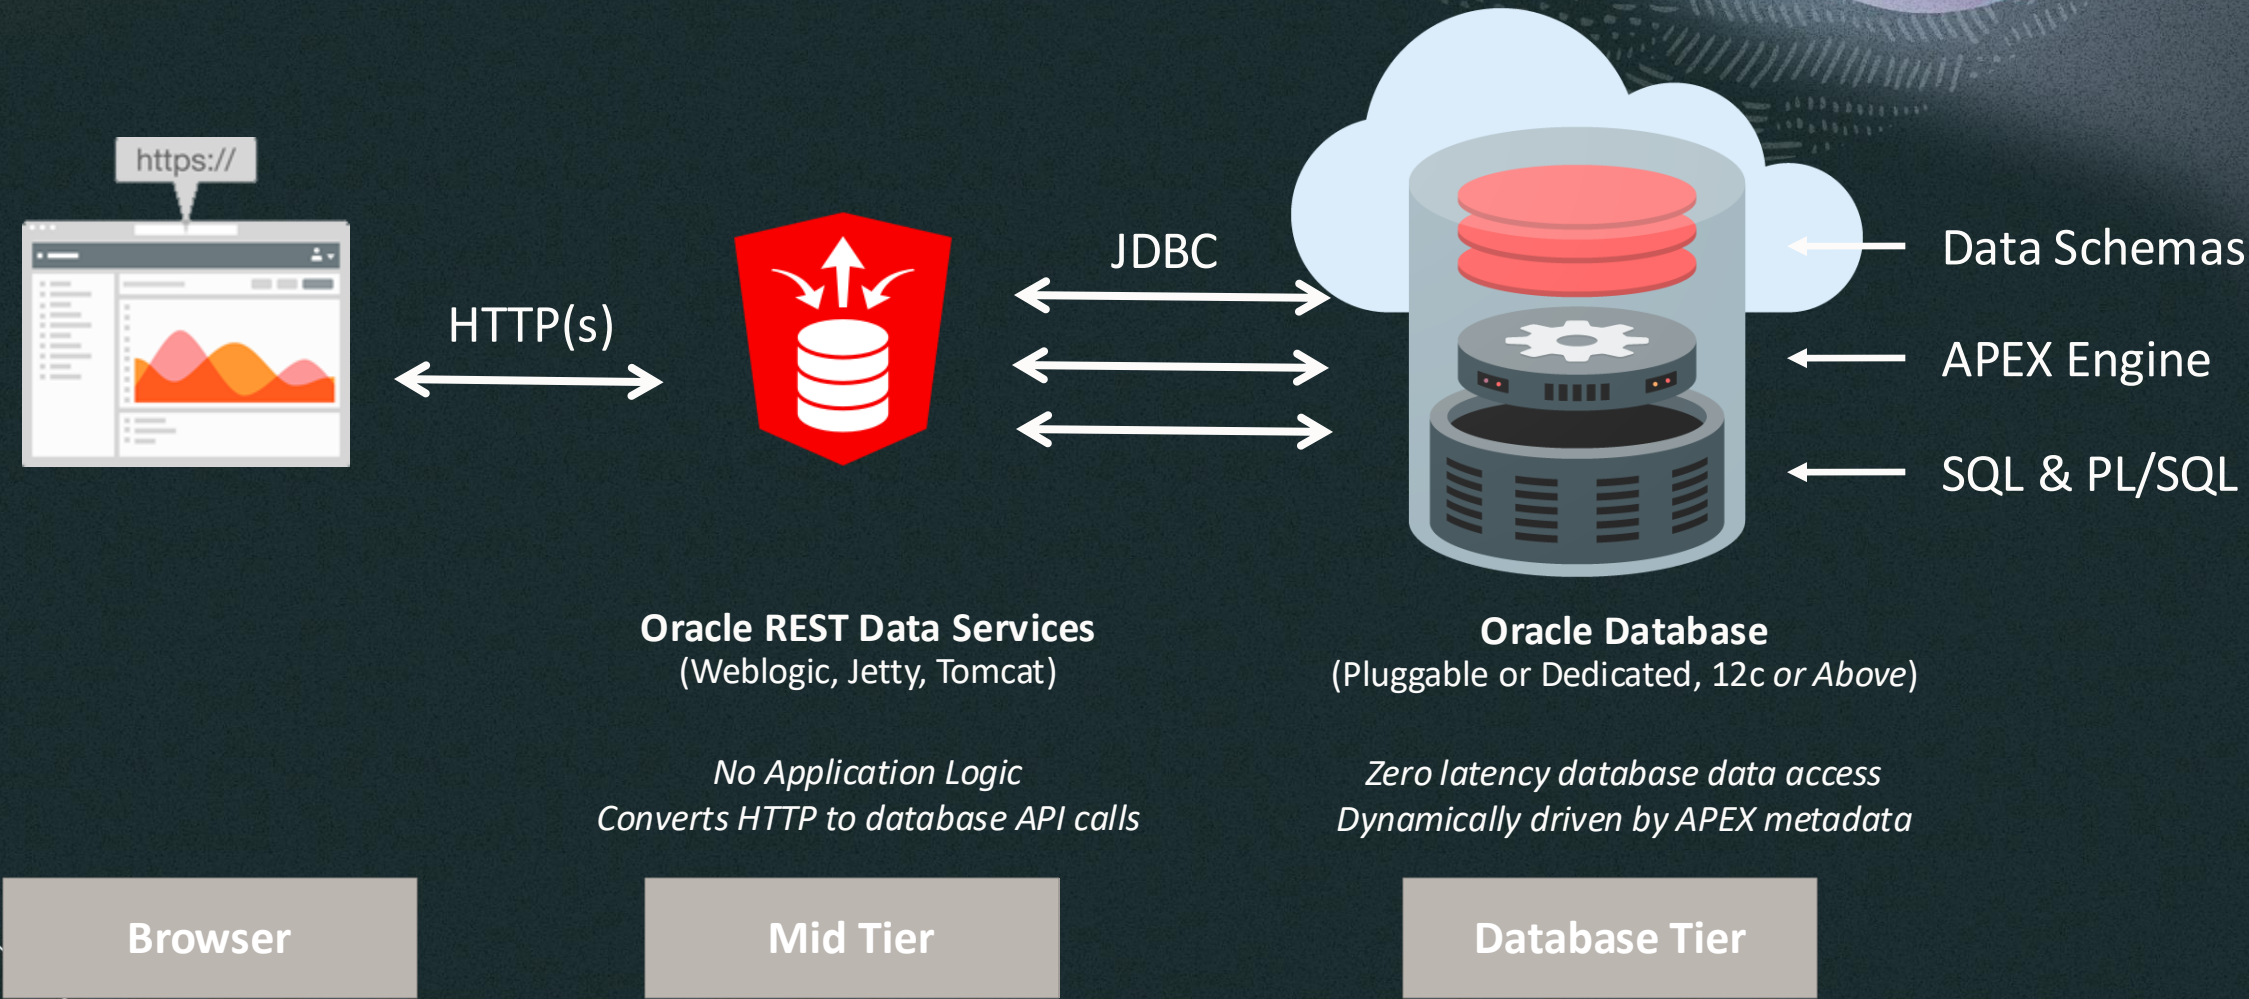 https://
HTTP(s)
JDBC
Data Schemas
APEX Engine
SQL & PL/SQL
Oracle REST Data Services
(Weblogic, Jetty, Tomcat)
No Application Logic
Converts HTTP to database API calls
Oracle Database
(Pluggable or Dedicated, 12c or Above)
Zero latency database data access
Dynamically driven by APEX metadata
Browser
Mid Tier
Database Tier